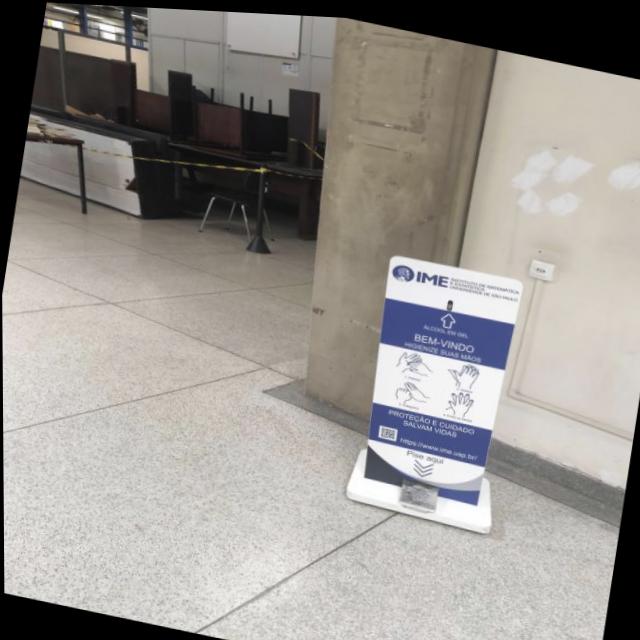 IME INSTITUTO DE MATEMÁTICA
E ESTATÍSTICA
UNIVERSIDADE DE SÃO PAULO
ÁLCOOL EM GEL
BEM-VINDO
HIGIENIZE SUAS MÃOS
PROTEÇÃO E CUIDADO
SALVAM VIDAS
https://www.ime.usp.br/
Pise aqui